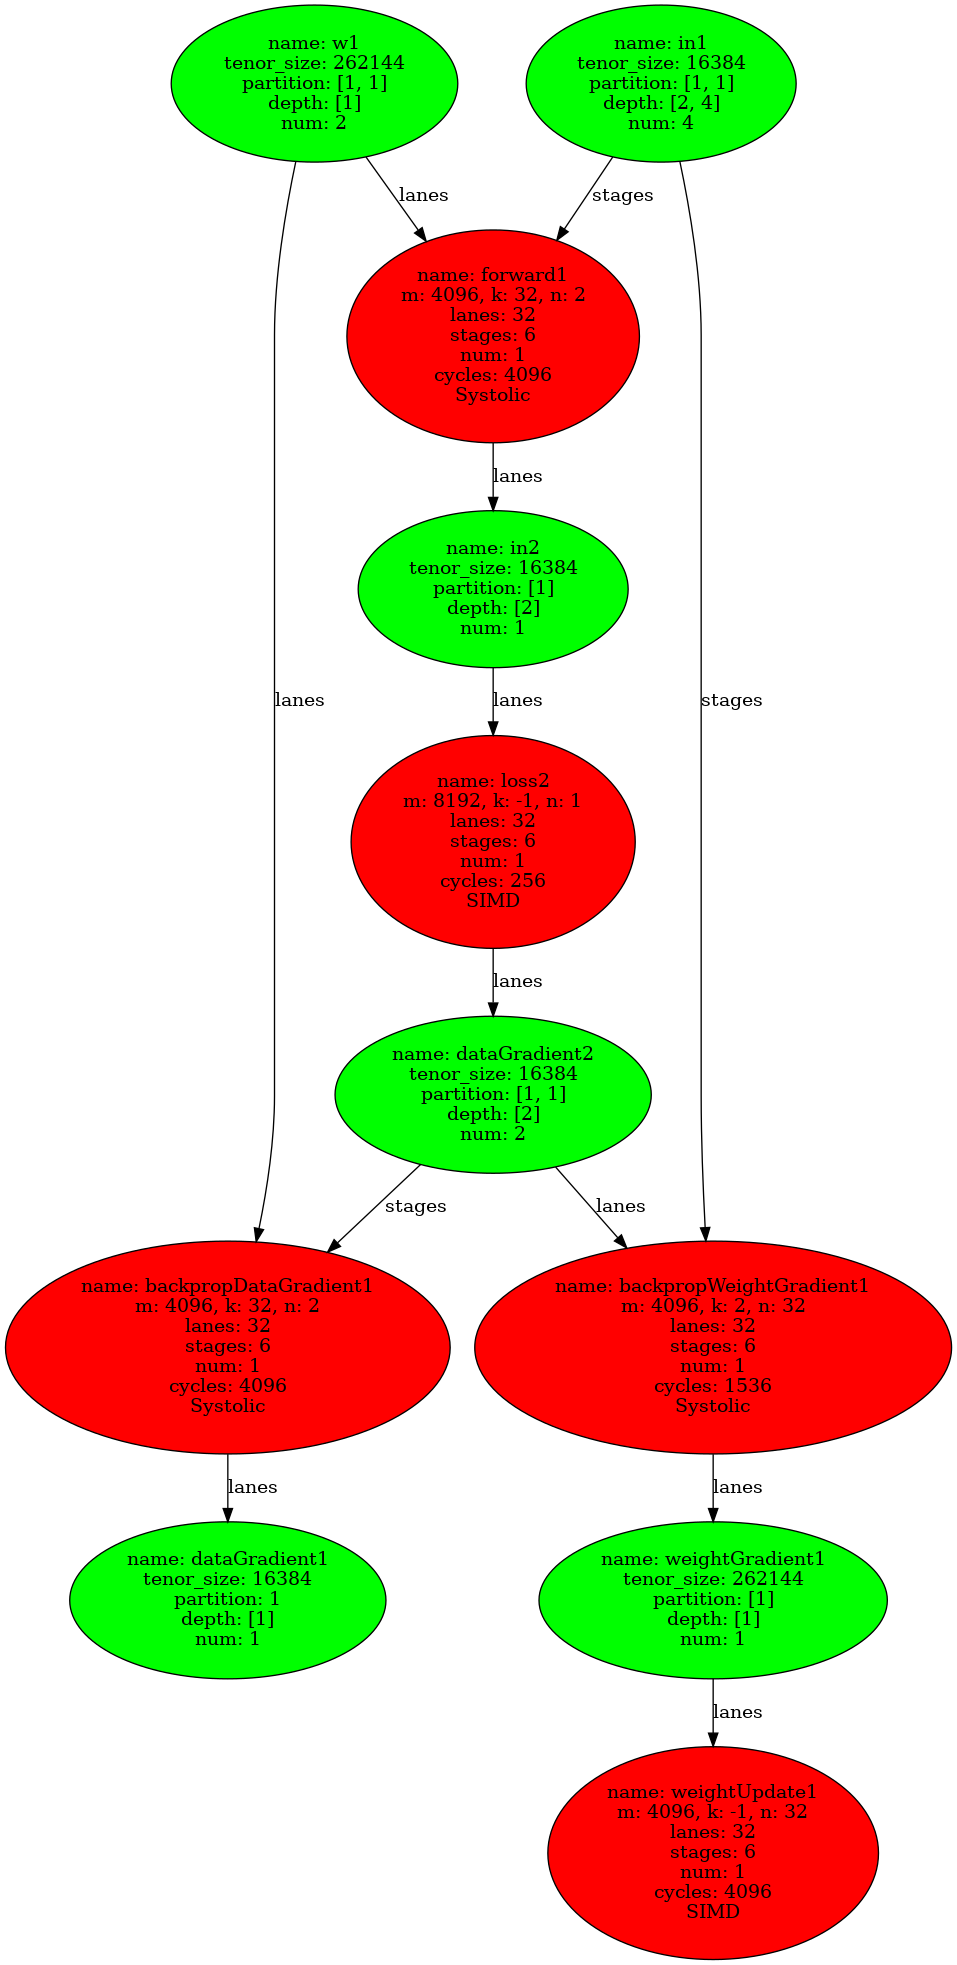 name: w1
tenor_size: 262144
partition: [1, 1]
depth: [1]
num: 2
name: in1
tenor_size: 16384
partition: [1, 1]
depth: [2, 4]
num: 4
lanes
stages
name: forward1
m: 4096, k: 32, n: 2
lanes: 32
stages: 6
num: 1
cycles: 4096
Systolic
lanes
name: in2
tenor_size: 16384
partition: [1]
depth: [2]
num: 1
lanes
lanes
stages
name: loss2
m: 8192, k: -1, n: 1
lanes: 32
stages: 6
num: 1
cycles: 256
SIMD
lanes
name: dataGradient2
tenor_size: 16384
partition: [1, 1]
depth: [2]
num: 2
stages
lanes
name: backpropDataGradient1
m: 4096, k: 32, n: 2
lanes: 32
stages: 6
num: 1
cycles: 4096
Systolic
name: backpropWeightGradient1
m: 4096, k: 2, n: 32
lanes: 32
stages: 6
num: 1
cycles: 1536
Systolic
lanes
lanes
name: dataGradient1
tenor_size: 16384
partition: 1
depth: [1]
num: 1
name: weightGradient1
tenor_size: 262144
partition: [1]
depth: [1]
num: 1
lanes
name: weightUpdate1
m: 4096, k: -1, n: 32
lanes: 32
stages: 6
num: 1
cycles: 4096
SIMD